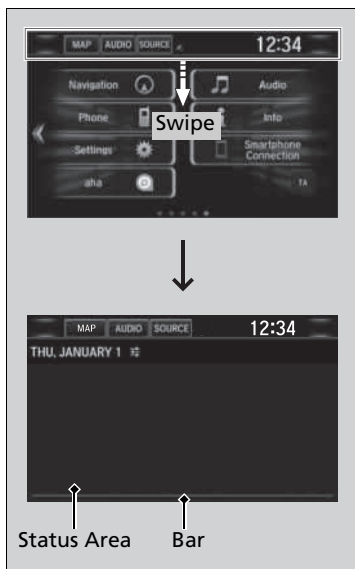 MAP AUDIO SOURCE 12:34
Navigation Audio
Swipe
Phone Info
Settings Smartphone Connection
aha TA
MAP AUDIO SOURCE 12:34
THU, JANUARY 1
Status Area Bar